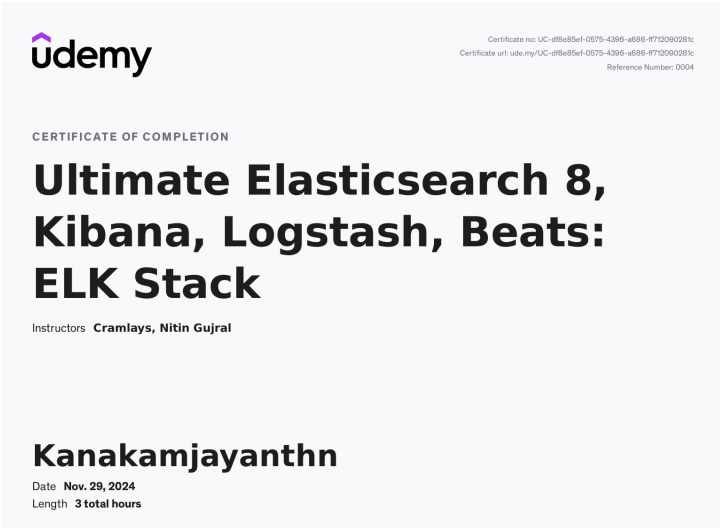 udemy
Certificate no: UC-df8e85ef-0575-4396-a686-ff712090281c
Certificate url: ude.my/UC-df8e85ef-0575-4396-a686-ff712090281c
Reference Number: 0004
CERTIFICATE OF COMPLETION
Ultimate Elasticsearch 8,
Kibana, Logstash, Beats:
ELK Stack
Instructors Cramlays, Nitin Gujral
Kanakamjayanthn
Date Nov. 29, 2024
Length 3 total hours